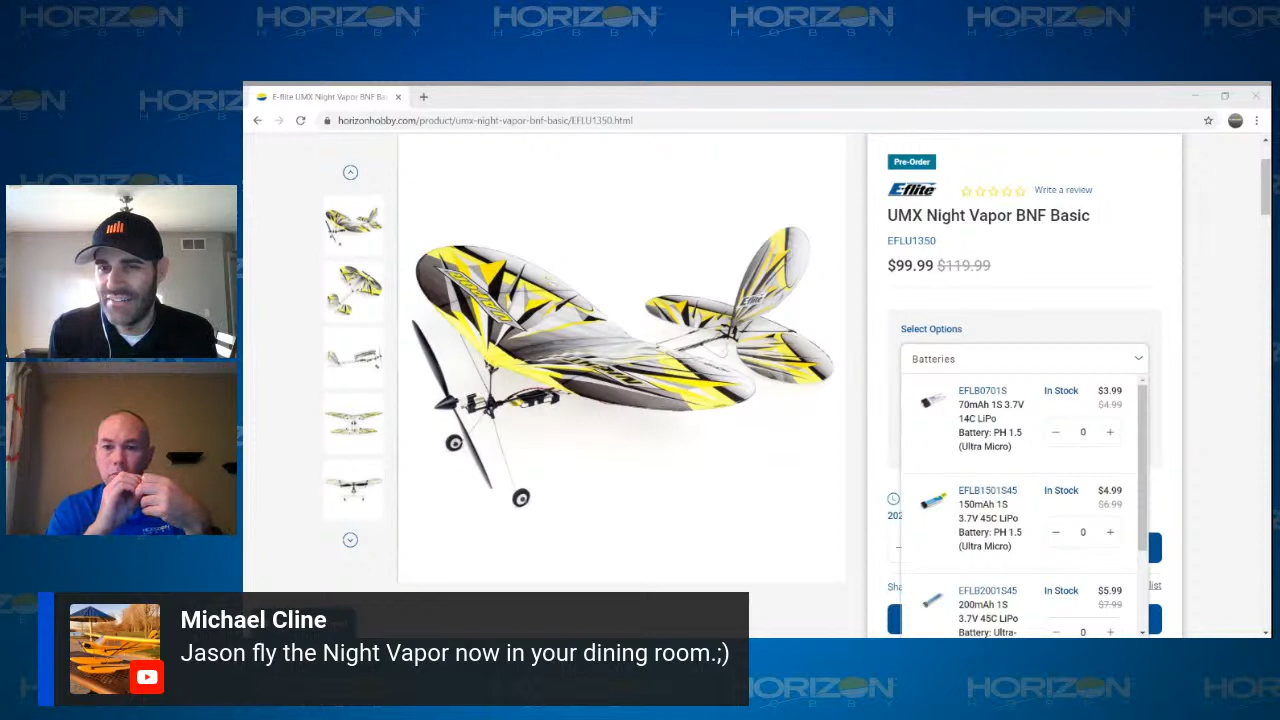 HORIZON HOBBY
E-flite UMX Night Vapor BNF Ba
horizonhobby.com/product/umx-night-vapor-bnf-basic/EFLU1350.html
Pre-Order
E-flite
Write a review
UMX Night Vapor BNF Basic
EFLU1350
$99.99 $119.99
Select Options
Batteries
EFLB0701S In Stock $3.99
70mAh 1S 3.7V $4.99
14C LiPo
Battery: PH 1.5 − 0 +
(Ultra Micro)
EFLB1501S45 In Stock $4.99
150mAh 1S $6.99
3.7V 45C LiPo
Battery: PH 1.5 − 0 +
(Ultra Micro)
202
EFLB2001S45 In Stock $5.99
200mAh 1S $7.99
3.7V 45C LiPo
Battery: Ultra- − 0 +
Sha
list
Michael Cline
Jason fly the Night Vapor now in your dining room.;)
HORIZON